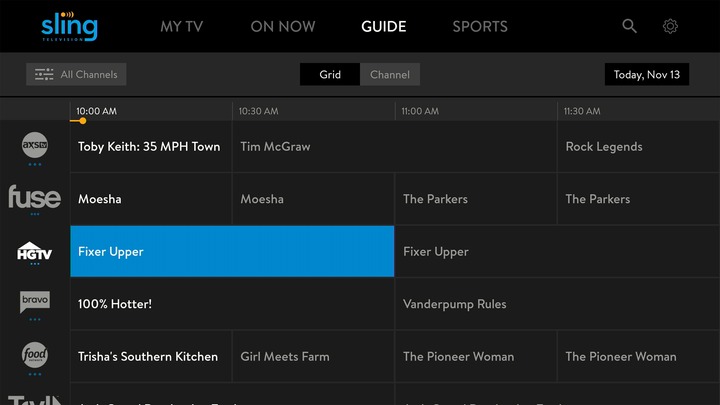 sling
TELEVISION
MY TV ON NOW GUIDE SPORTS
All Channels Grid Channel Today, Nov 13
10:00 AM 10:30 AM 11:00 AM 11:30 AM
axstv Toby Keith: 35 MPH Town Tim McGraw Rock Legends
fuse Moesha Moesha The Parkers The Parkers
HGTV Fixer Upper Fixer Upper
bravo 100% Hotter! Vanderpump Rules
food network Trisha's Southern Kitchen Girl Meets Farm The Pioneer Woman The Pioneer Woman